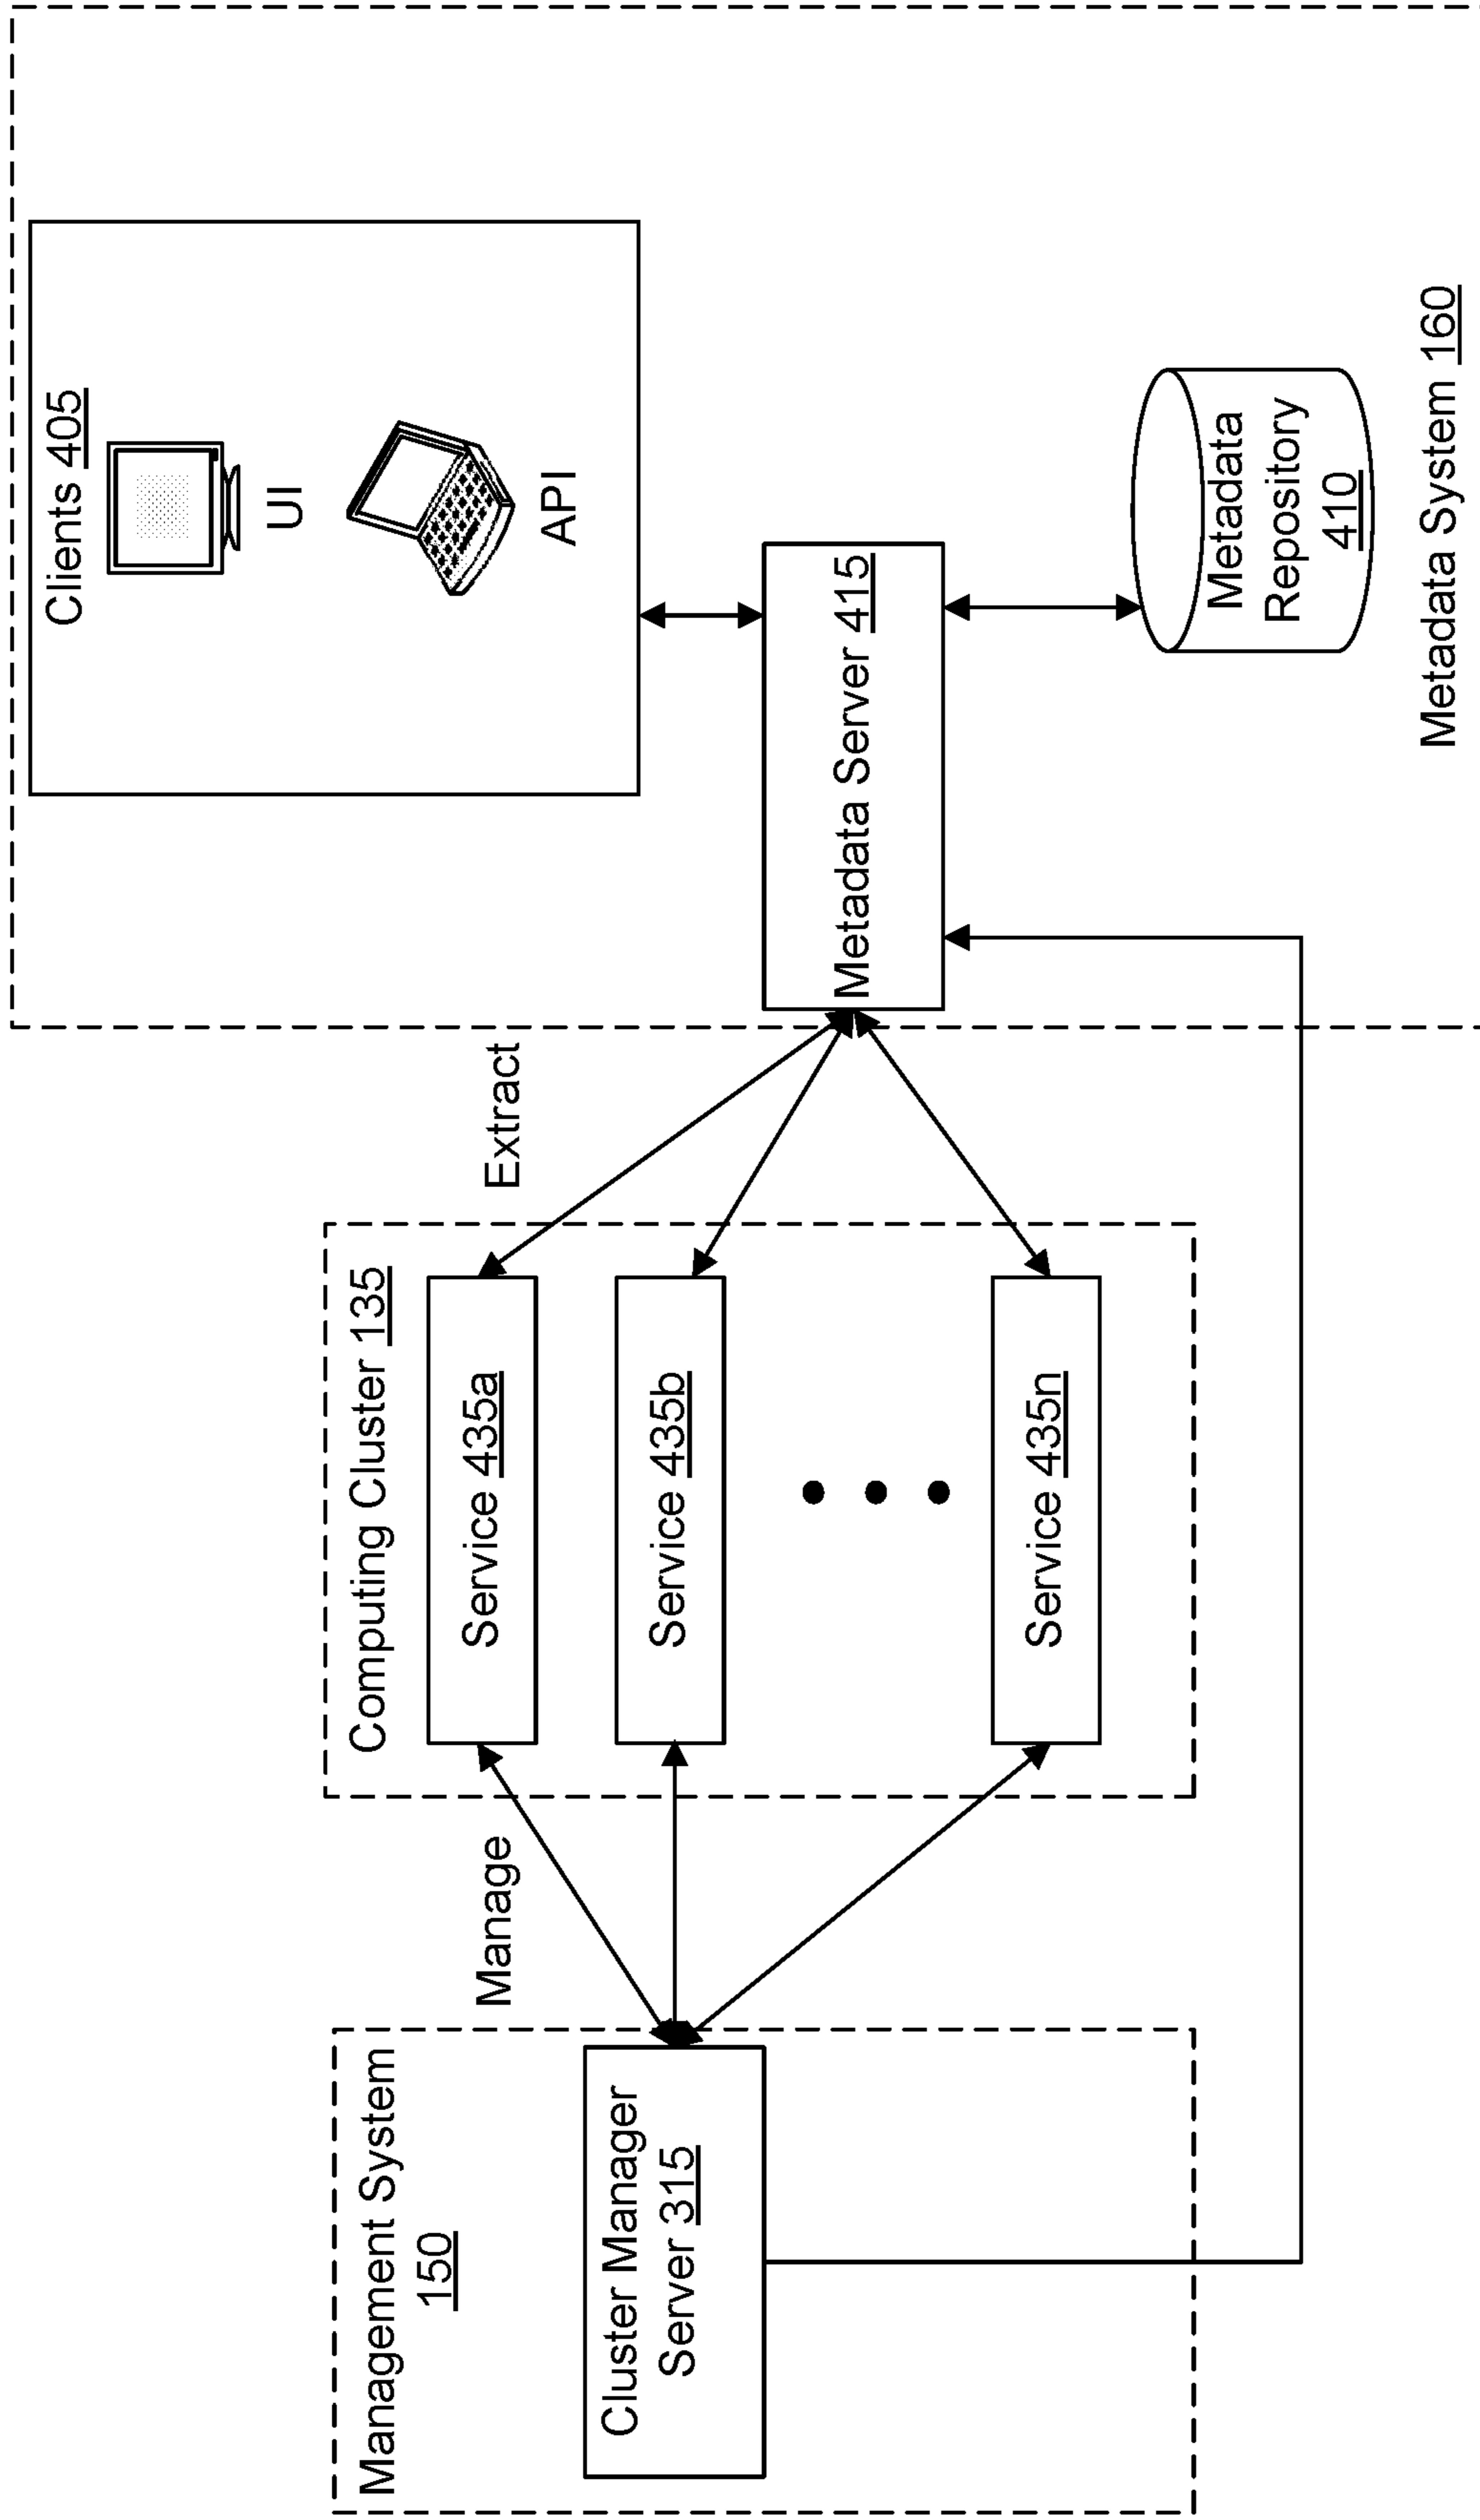 Management System
150
Cluster Manager
Server 315
Manage
Computing Cluster 135
Service 435a
Service 435b
Service 435n
Extract
Clients 405
UI
API
Metadata Server 415
Metadata
Repository
410
Metadata System 160